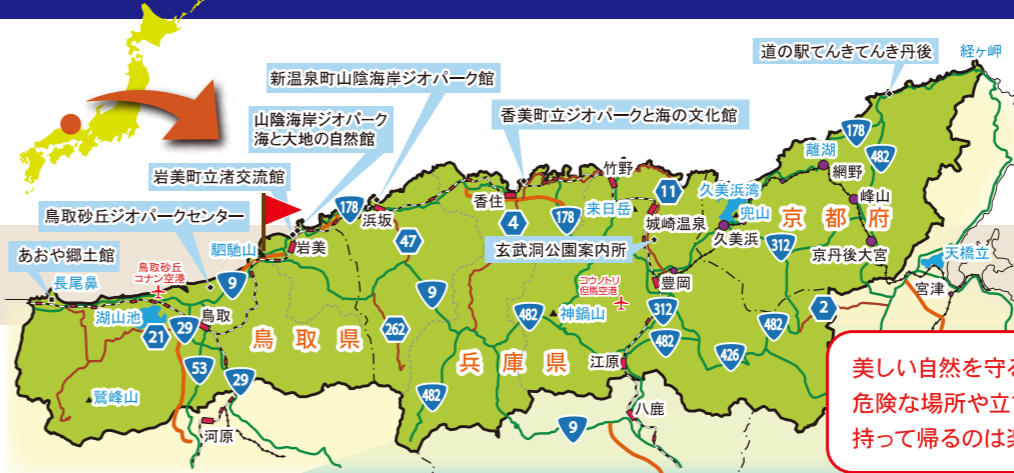 道の駅てんきてんき丹後
経ヶ岬
新温泉町山陰海岸ジオパーク館
山陰海岸ジオパーク
海と大地の自然館
香美町立ジオパークと海の文化館
岩美町立渚交流館
鳥取砂丘ジオパークセンター
あおや郷土館
長尾鼻
鳥取砂丘
コナン空港
湖山池
駟馳山
岩美
浜坂
香住
竹野
来日岳
城崎温泉
玄武洞公園案内所
久美浜湾
兜山
久美浜
離湖
網野
峰山
京都府
京丹後大宮
天橋立
宮津
豊岡
コウノトリ
但馬空港
神鍋山
鳥取
鳥取県
兵庫県
江原
八鹿
鷲峰山
河原
178
482
178
11
4
178
47
9
9
312
21
29
53
29
262
482
482
312
482
426
482
2
9
美しい自然を守る
危険な場所や立
持って帰るのは